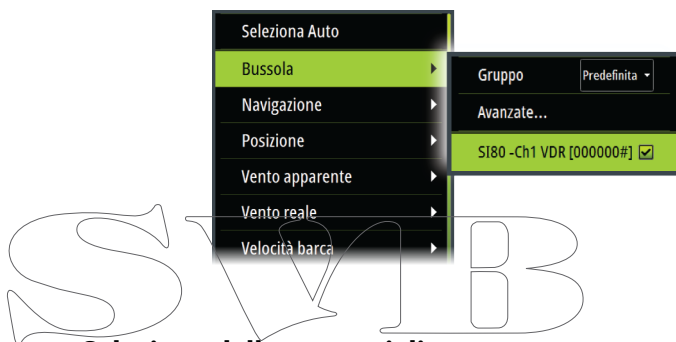 Seleziona Auto
Bussola
Navigazione
Posizione
Vento apparente
Vento reale
Velocità barca
Gruppo Predefinita
Avanzate...
SI80 -Ch1 VDR [000000#]
SVB